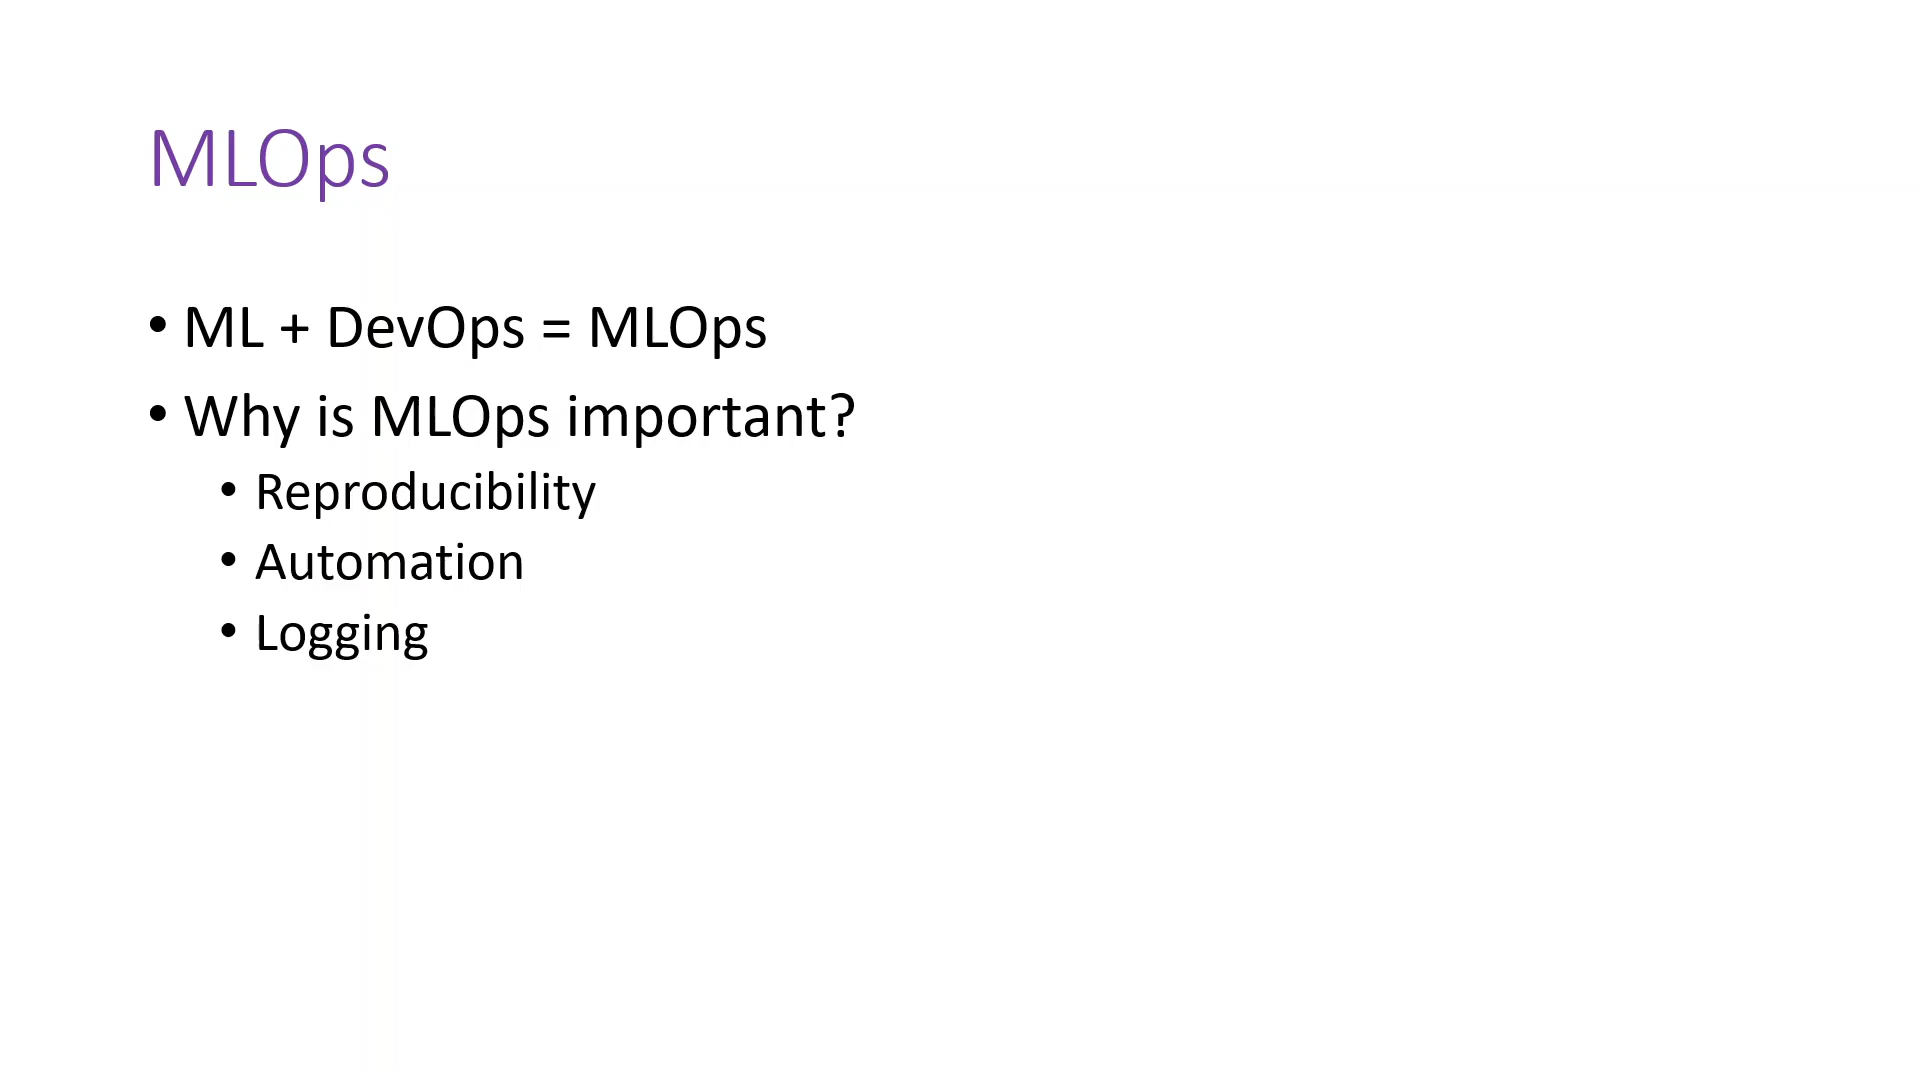 MLOps
• ML + DevOps = MLOps
• Why is MLOps important?
• Reproducibility
• Automation
• Logging